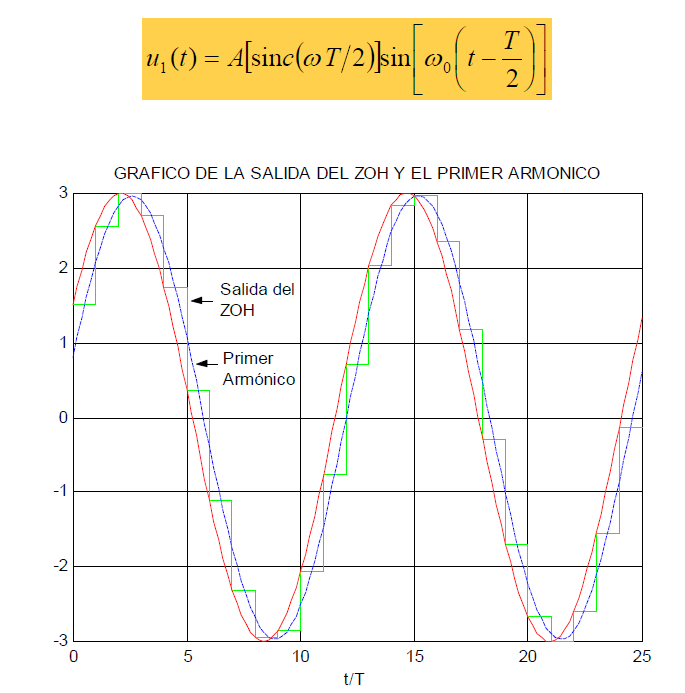 u₁(t) = A[sinc(ωT/2)]sin[ω₀(t − T/2)]
GRAFICO DE LA SALIDA DEL ZOH Y EL PRIMER ARMONICO
3
2
1
0
-1
-2
-3
Salida del
ZOH
Primer
Armónico
0 5 10 15 20 25
t/T